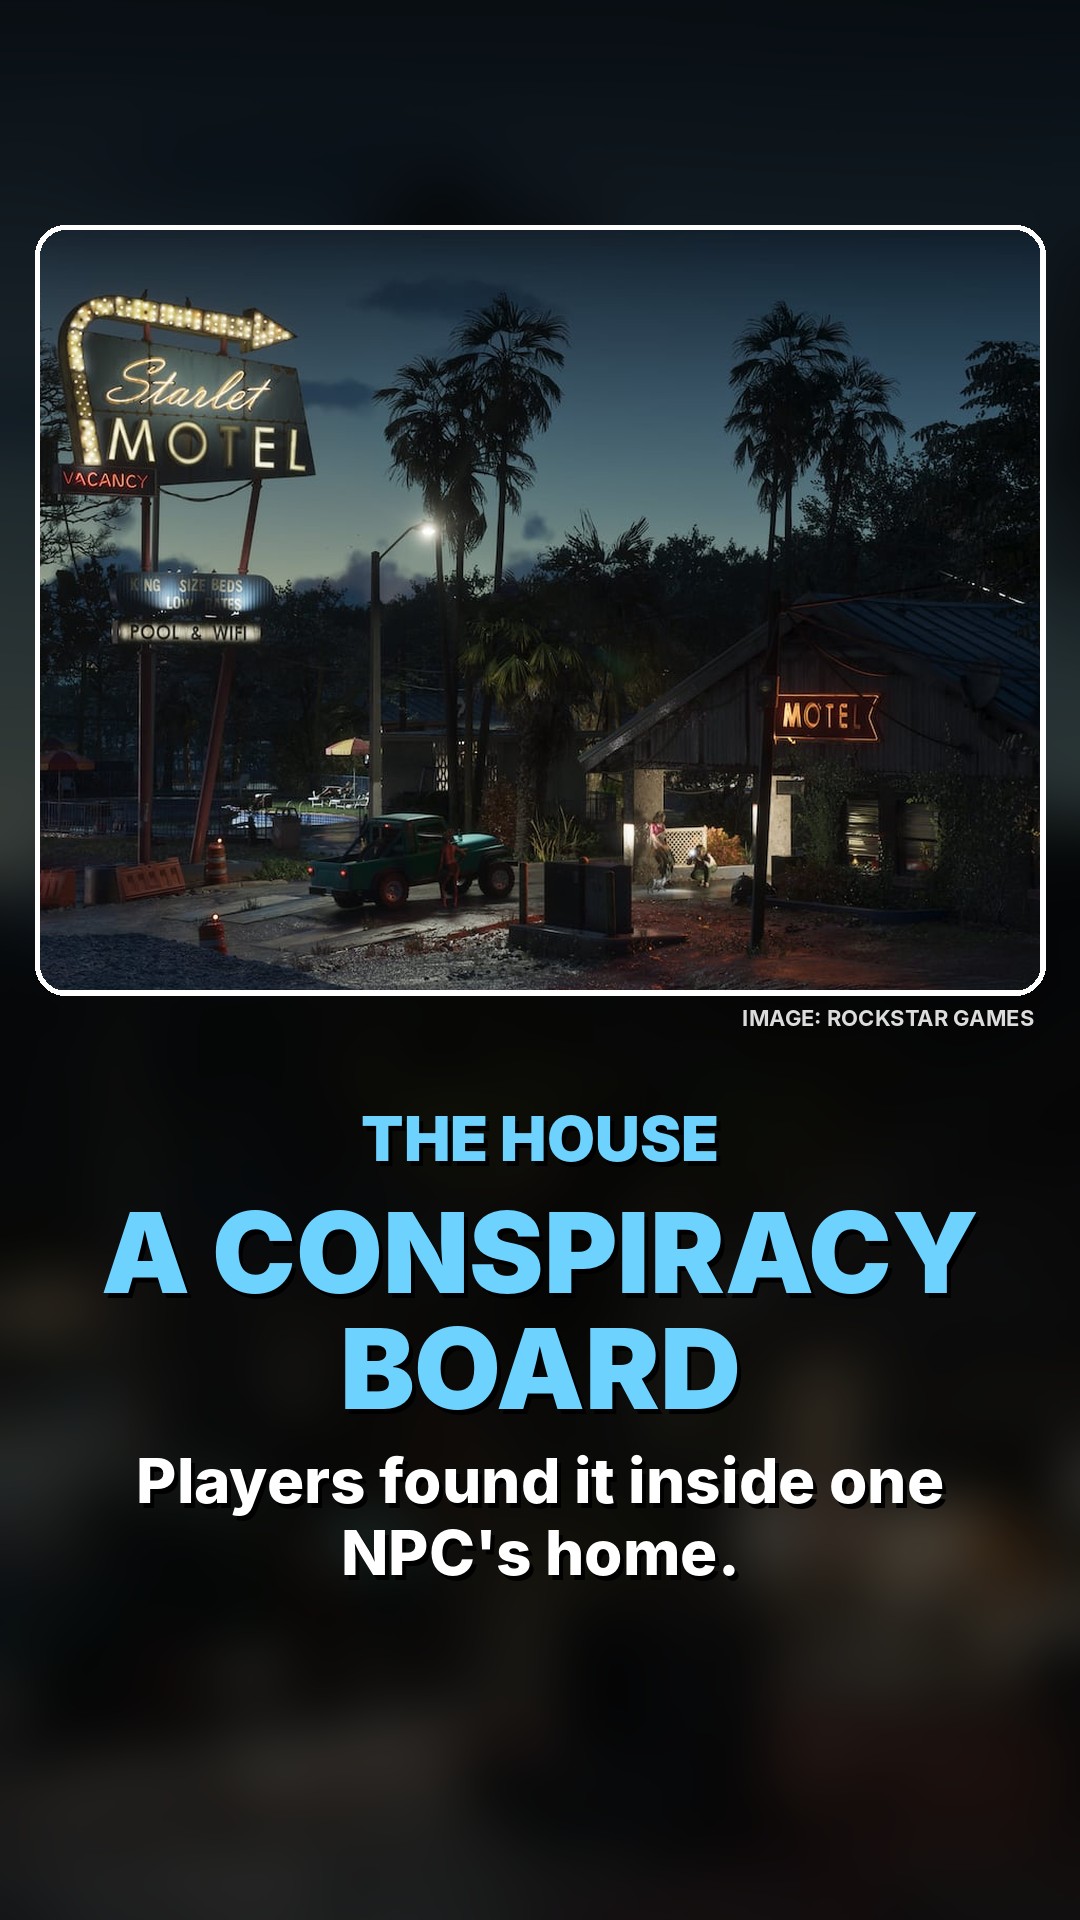 Starlet
MOTEL
VACANCY
KING SIZE BEDS
LOW RATES
POOL & WIFI
MOTEL
IMAGE: ROCKSTAR GAMES
THE HOUSE
A CONSPIRACY
BOARD
Players found it inside one
NPC's home.